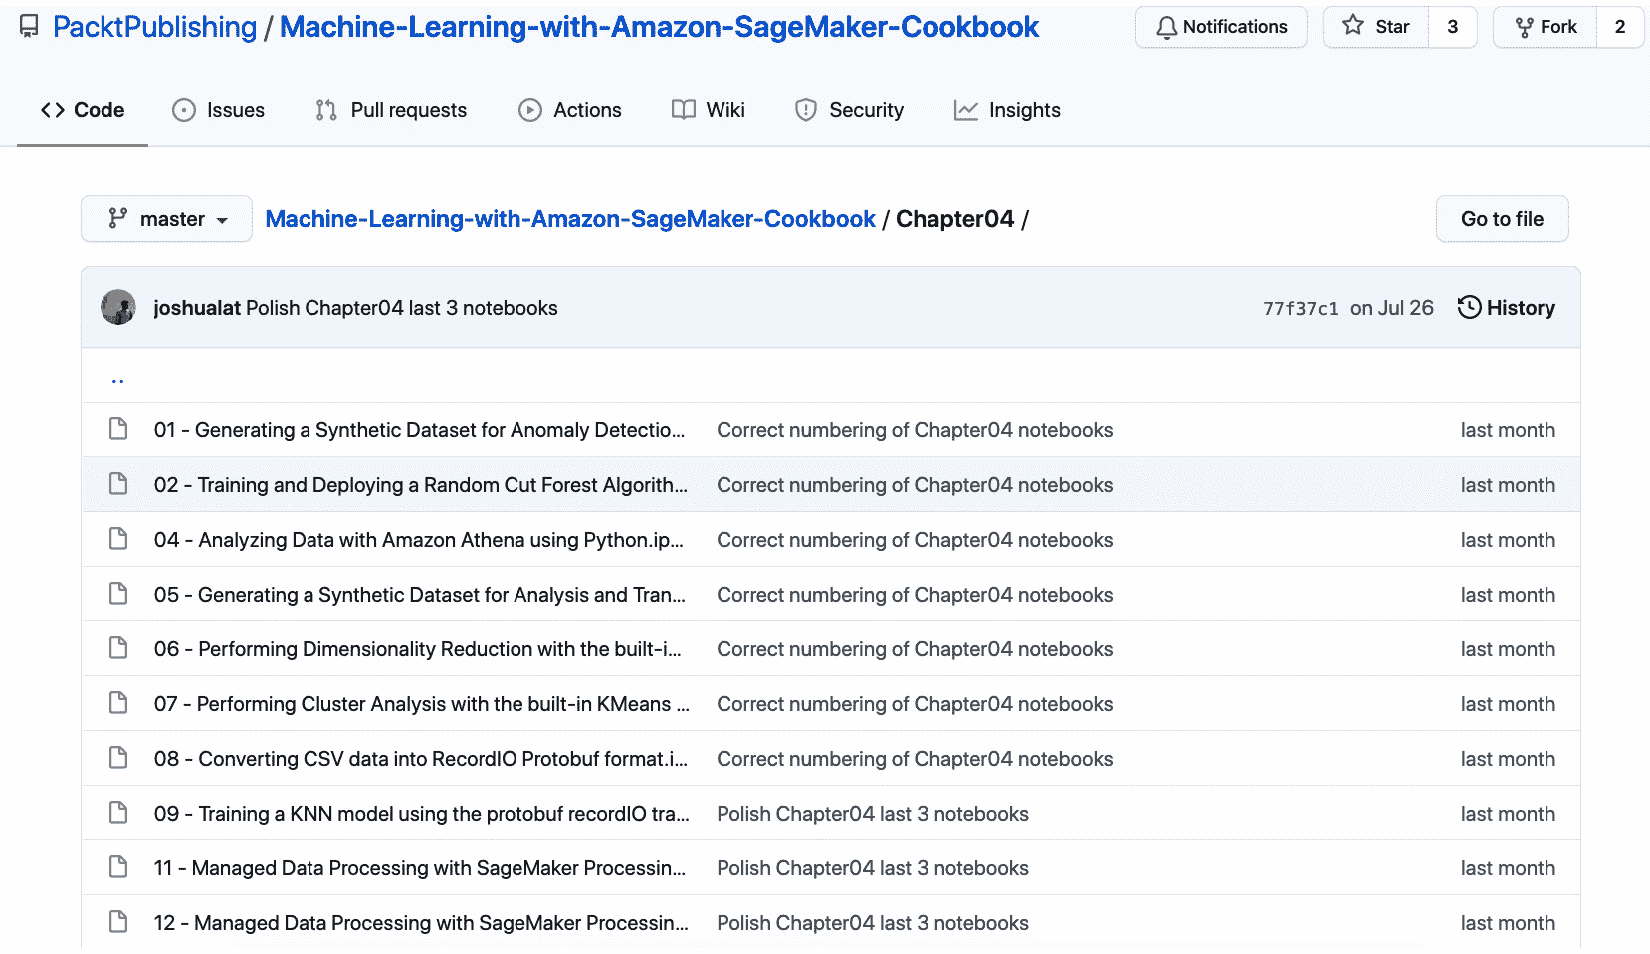 PacktPublishing / Machine-Learning-with-Amazon-SageMaker-Cookbook Notifications Star 3 Fork 2
Code Issues Pull requests Actions Wiki Security Insights
master Machine-Learning-with-Amazon-SageMaker-Cookbook / Chapter04 / Go to file
joshualat Polish Chapter04 last 3 notebooks 77f37c1 on Jul 26 History
..
01 - Generating a Synthetic Dataset for Anomaly Detectio... Correct numbering of Chapter04 notebooks last month
02 - Training and Deploying a Random Cut Forest Algorith... Correct numbering of Chapter04 notebooks last month
04 - Analyzing Data with Amazon Athena using Python.ip... Correct numbering of Chapter04 notebooks last month
05 - Generating a Synthetic Dataset for Analysis and Tran... Correct numbering of Chapter04 notebooks last month
06 - Performing Dimensionality Reduction with the built-i... Correct numbering of Chapter04 notebooks last month
07 - Performing Cluster Analysis with the built-in KMeans ... Correct numbering of Chapter04 notebooks last month
08 - Converting CSV data into RecordIO Protobuf format.i... Correct numbering of Chapter04 notebooks last month
09 - Training a KNN model using the protobuf recordIO tra... Polish Chapter04 last 3 notebooks last month
11 - Managed Data Processing with SageMaker Processin... Polish Chapter04 last 3 notebooks last month
12 - Managed Data Processing with SageMaker Processin... Polish Chapter04 last 3 notebooks last month